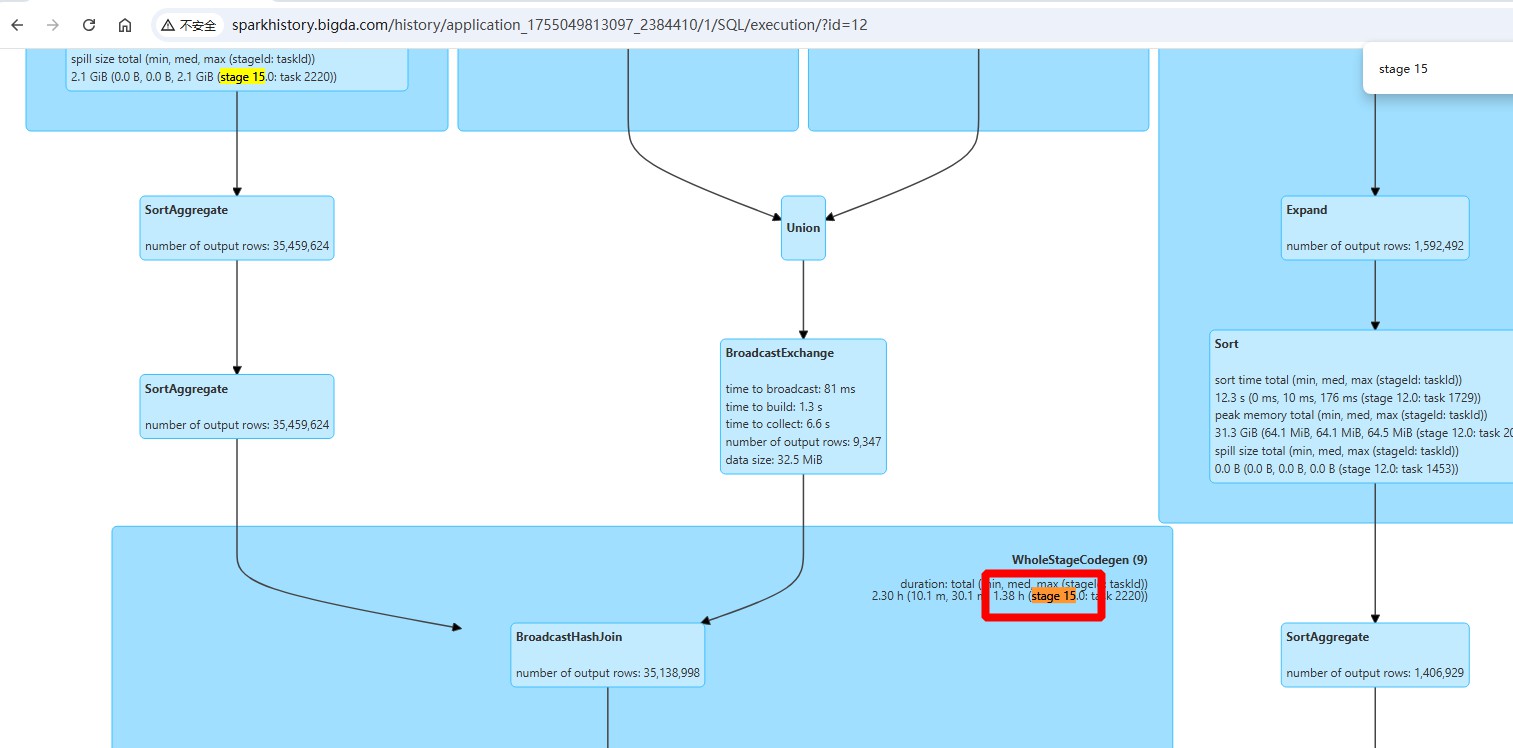 不安全
sparkhistory.bigda.com/history/application_1755049813097_2384410/1/SQL/execution/?id=12
stage 15
spill size total (min, med, max (stageId: taskId))
2.1 GiB (0.0 B, 0.0 B, 2.1 GiB (stage 15.0: task 2220))
SortAggregate
number of output rows: 35,459,624
Union
Expand
number of output rows: 1,592,492
SortAggregate
number of output rows: 35,459,624
BroadcastExchange
time to broadcast: 81 ms
time to build: 1.3 s
time to collect: 6.6 s
number of output rows: 9,347
data size: 32.5 MiB
Sort
sort time total (min, med, max (stageId: taskId))
12.3 s (0 ms, 10 ms, 176 ms (stage 12.0: task 1729))
peak memory total (min, med, max (stageId: taskId))
31.3 GiB (64.1 MiB, 64.1 MiB, 64.5 MiB (stage 12.0: task
spill size total (min, med, max (stageId: taskId))
0.0 B (0.0 B, 0.0 B, 0.0 B (stage 12.0: task 1453))
WholeStageCodegen (9)
duration: total (min, med, max (stageId: taskId))
2.30 h (10.1 m, 30.1 m, 1.38 h (stage 15.0: task 2220))
BroadcastHashJoin
number of output rows: 35,138,998
SortAggregate
number of output rows: 1,406,929